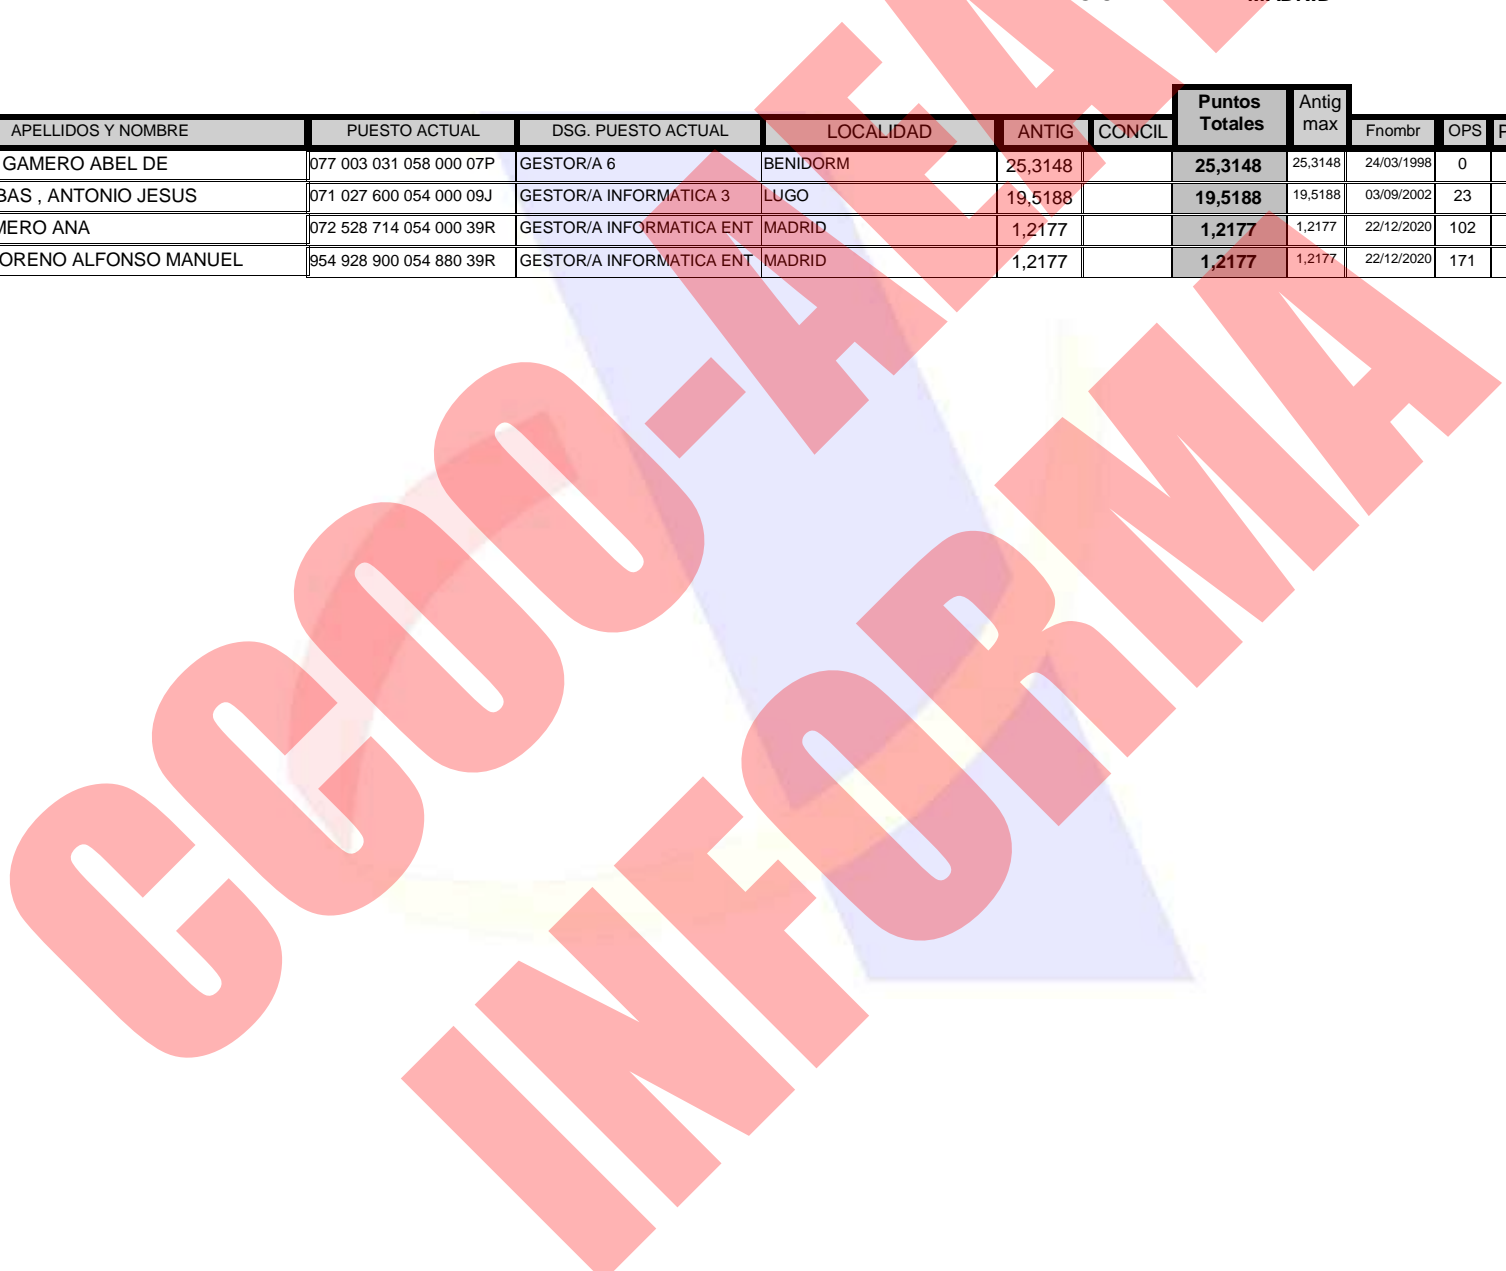 MADRID
Puntos Totales Antig max
APELLIDOS Y NOMBRE PUESTO ACTUAL DSG. PUESTO ACTUAL LOCALIDAD ANTIG CONCIL Fnombr OPS
GAMERO ABEL DE 077 003 031 058 000 07P GESTOR/A 6 BENIDORM 25,3148 25,3148 25,3148 24/03/1998 0
BAS , ANTONIO JESUS 071 027 600 054 000 09J GESTOR/A INFORMATICA 3 LUGO 19,5188 19,5188 19,5188 03/09/2002 23
MERO ANA 072 528 714 054 000 39R GESTOR/A INFORMATICA ENT MADRID 1,2177 1,2177 1,2177 22/12/2020 102
ORENO ALFONSO MANUEL 954 928 900 054 880 39R GESTOR/A INFORMATICA ENT MADRID 1,2177 1,2177 1,2177 22/12/2020 171
CCOO-AEA
INFORMA